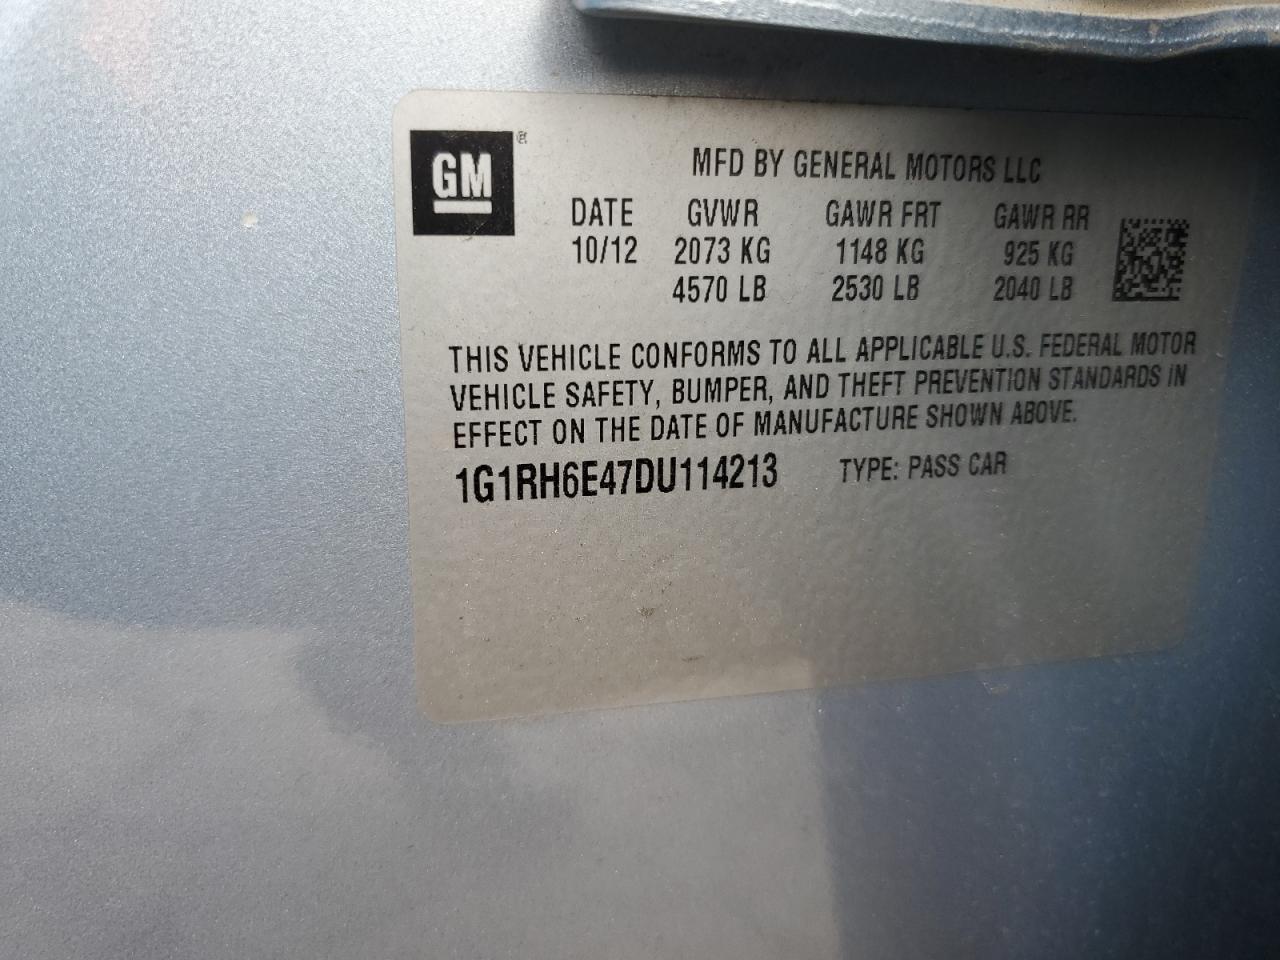 GM ®
MFD BY GENERAL MOTORS LLC
DATE GVWR GAWR FRT GAWR RR
10/12 2073 KG 1148 KG 925 KG
4570 LB 2530 LB 2040 LB
THIS VEHICLE CONFORMS TO ALL APPLICABLE U.S. FEDERAL MOTOR
VEHICLE SAFETY, BUMPER, AND THEFT PREVENTION STANDARDS IN
EFFECT ON THE DATE OF MANUFACTURE SHOWN ABOVE.
1G1RH6E47DU114213 TYPE: PASS CAR